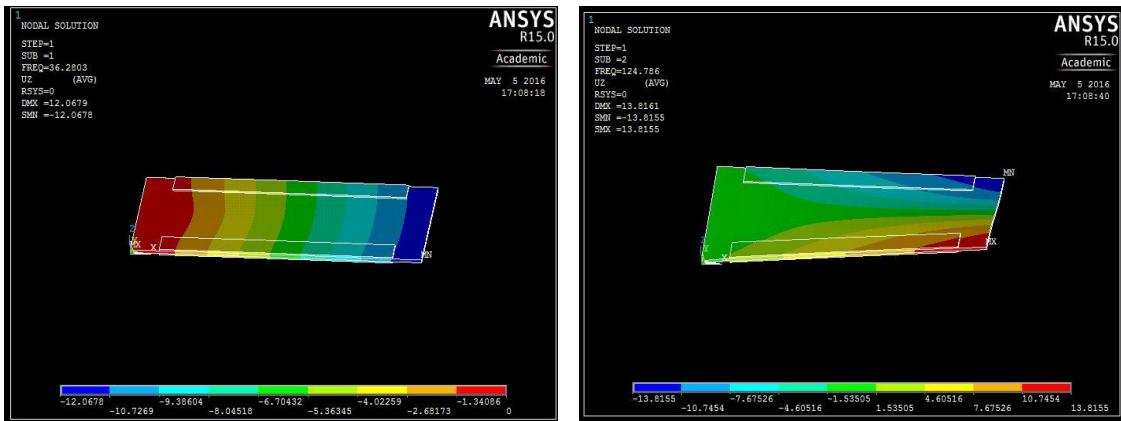 1
NODAL SOLUTION
STEP=1
SUB =1
FREQ=36.2803
UZ (AVG)
RSYS=0
DMX =12.0679
SMN =-12.0678
ANSYS
R15.0
Academic
MAY 5 2016
17:08:18
Z
Y
MX X
MN
-12.0678 -9.38604 -6.70432 -4.02259 -1.34086
-10.7269 -8.04518 -5.36345 -2.68173 0
1
NODAL SOLUTION
STEP=1
SUB =2
FREQ=124.786
UZ (AVG)
RSYS=0
DMX =13.8161
SMN =-13.8155
SMX =13.8155
ANSYS
R15.0
Academic
MAY 5 2016
17:08:40
MN
Z
Y
X
MX
-13.8155 -7.67526 -1.53505 4.60516 10.7454
-10.7454 -4.60516 1.53505 7.67526 13.8155